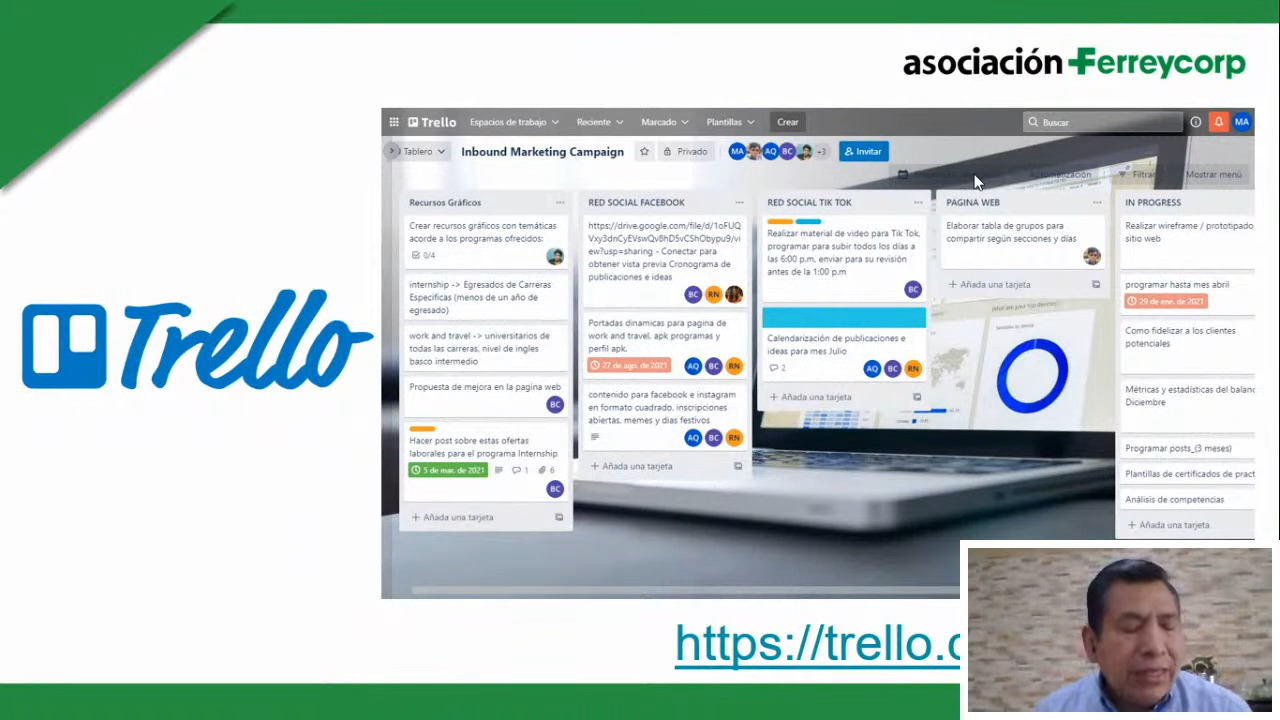 asociación Ferreycorp
Trello
Trello
Espacios de trabajo
Reciente
Marcado
Plantillas
Crear
Buscar
MA
Tablero
Inbound Marketing Campaign
Privado
MA
AQ
BC
+3
Invitar
Automatización
Mostrar menú
Recursos Gráficos
Crear recursos gráficos con temáticas
acorde a los programas ofrecidos:
0/4
internship -> Egresados de Carreras
Especificas (menos de un año de
egresado)
work and travel -> universitarios de
todas las carreras, nivel de ingles
basco intermedio
Propuesta de mejora en la pagina web
BC
Hacer post sobre estas ofertas
laborales para el programa Internship
5 de mar. de 2021
1
6
BC
+ Añada una tarjeta
RED SOCIAL FACEBOOK
https://drive.google.com/file/d/1oFUQ
Vxy3dnCyEVswQv8hD5vCShObypu9/vi
ew?usp=sharing - Conectar para
obtener vista previa Cronograma de
publicaciones e ideas
BC RN
Portadas dinamicas para pagina de
work and travel, apk programas y
perfil apk.
27 de ago. de 2021
AQ BC RN
contenido para facebook e instagram
en formato cuadrado, inscripciones
abiertas, memes y dias festivos
AQ BC RN
+ Añada una tarjeta
RED SOCIAL TIK TOK
Realizar material de video para Tik Tok,
programar para subir todos los días a
las 6:00 p.m, enviar para su revisión
antes de la 1:00 p.m
BC
Calendarización de publicaciones e
ideas para mes Julio
2
AQ BC RN
+ Añada una tarjeta
PAGINA WEB
Elaborar tabla de grupos para
compartir según secciones y días
+ Añada una tarjeta
IN PROGRESS
Realizar wireframe / prototipado
sitio web
programar hasta mes abril
29 de ene. de 2021
Como fidelizar a los clientes
potenciales
Métricas y estadísticas del balanc
Diciembre
Programar posts_(3 meses)
Plantillas de certificados de pract
Análisis de competencias
+ Añada una tarjeta
https://trello.c